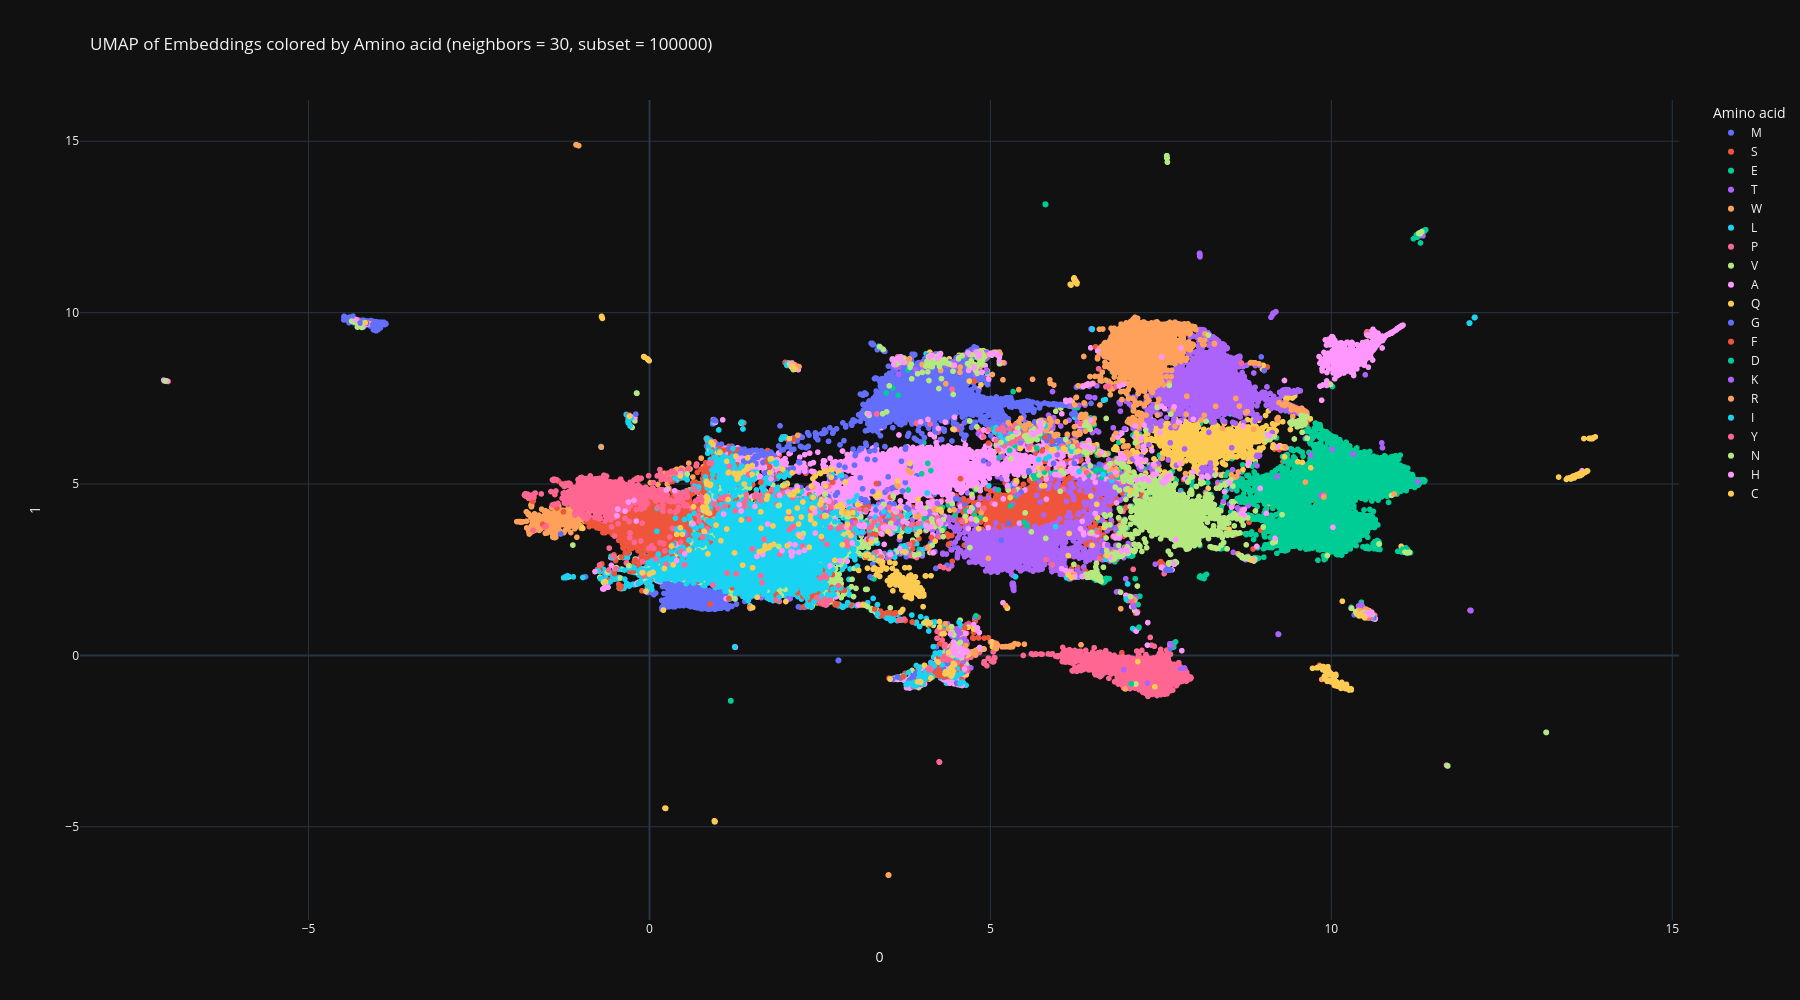 UMAP of Embeddings colored by Amino acid (neighbors = 30, subset = 100000)
Amino acid
M
S
E
T
W
L
P
V
A
Q
G
F
D
K
R
I
Y
N
H
C
15
10
5
0
−5
1
−5
0
5
10
15
0